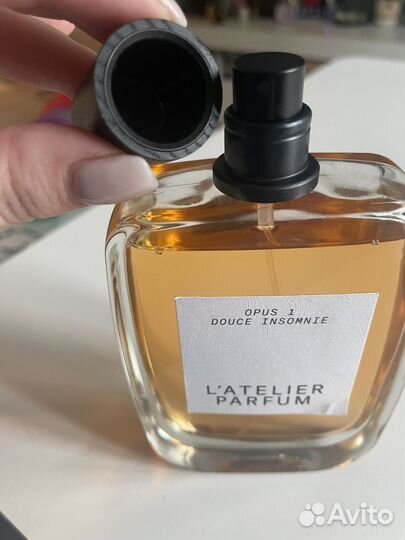 OPUS 1
DOUCE INSOMNIE
L'ATELIER
PARFUM
Avito